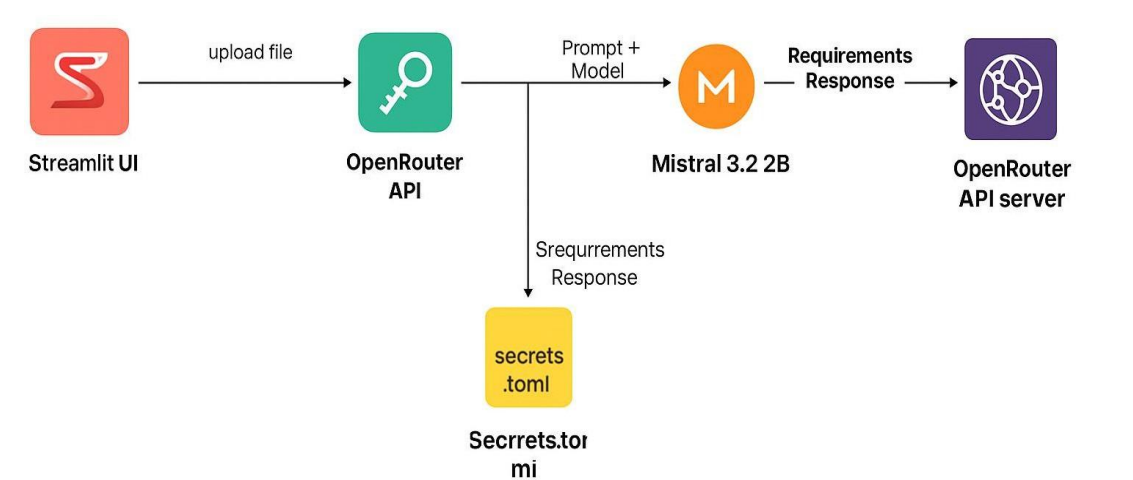 upload file
Prompt +
Model
Requirements
Response
M
Streamlit UI
OpenRouter
API
Mistral 3.2 2B
OpenRouter
API server
Srequrrements
Response
secrets
.toml
Secrrets.tor
mi